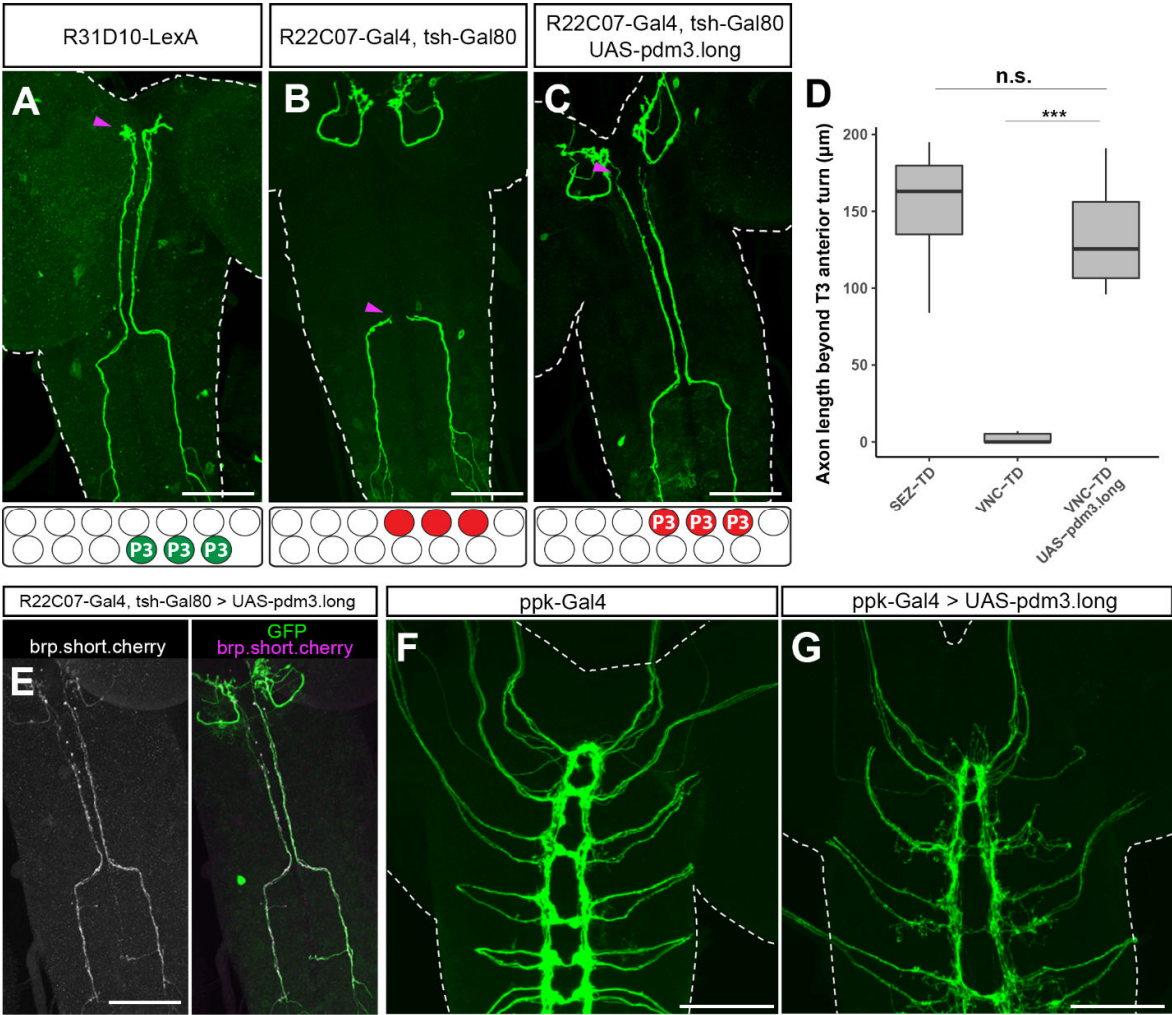 R31D10-LexA
R22C07-Gal4, tsh-Gal80
R22C07-Gal4, tsh-Gal80
UAS-pdm3.long
A
B
C
P3 P3 P3
P3 P3 P3
D
n.s.
***
Axon length beyond T3 anterior turn (µm)
200
150
100
50
0
SEZ-TD
VNC-TD
VNC-TD
UAS-pdm3.long
R22C07-Gal4, tsh-Gal80 > UAS-pdm3.long
brp.short.cherry
GFP
brp.short.cherry
E
ppk-Gal4
F
ppk-Gal4 > UAS-pdm3.long
G